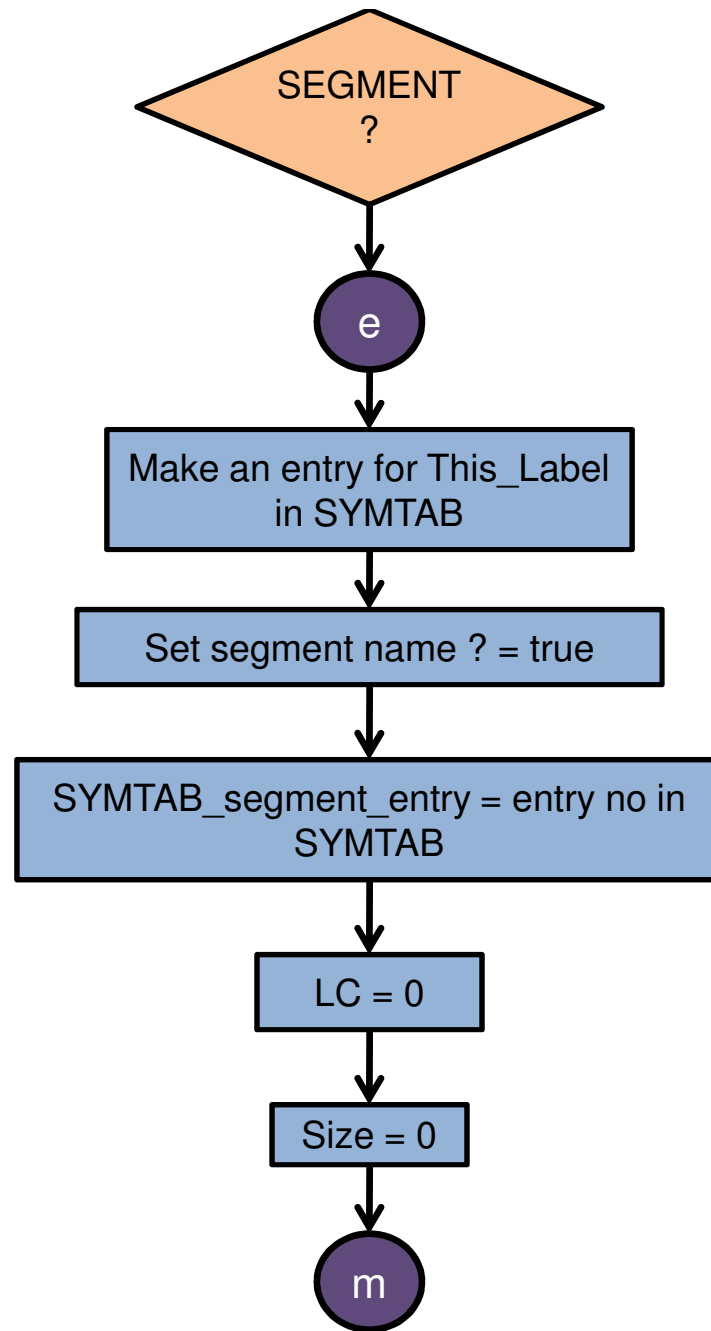 SEGMENT
?
e
Make an entry for This_Label
in SYMTAB
Set segment name ? = true
SYMTAB_segment_entry = entry no in
SYMTAB
LC = 0
Size = 0
m